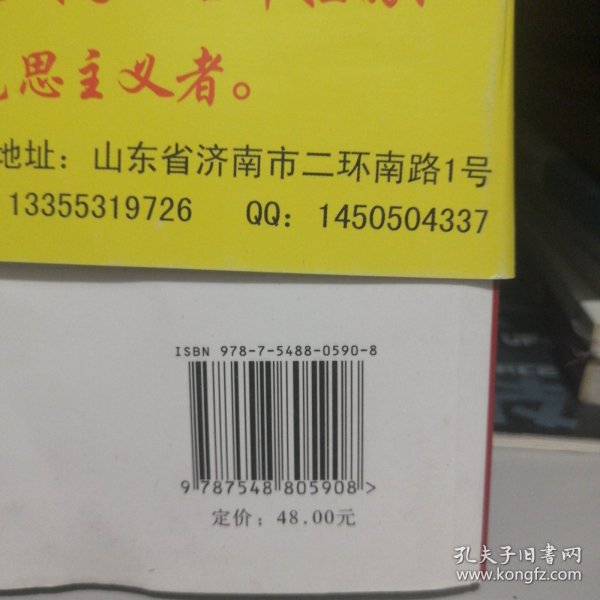 思主义者。
地址：山东省济南市二环南路1号
13355319726 QQ：1450504337
ISBN 978-7-5488-0590-8
9 787548 805908 >
定价：48.00元
孔夫子旧书网
www.kongfz.com